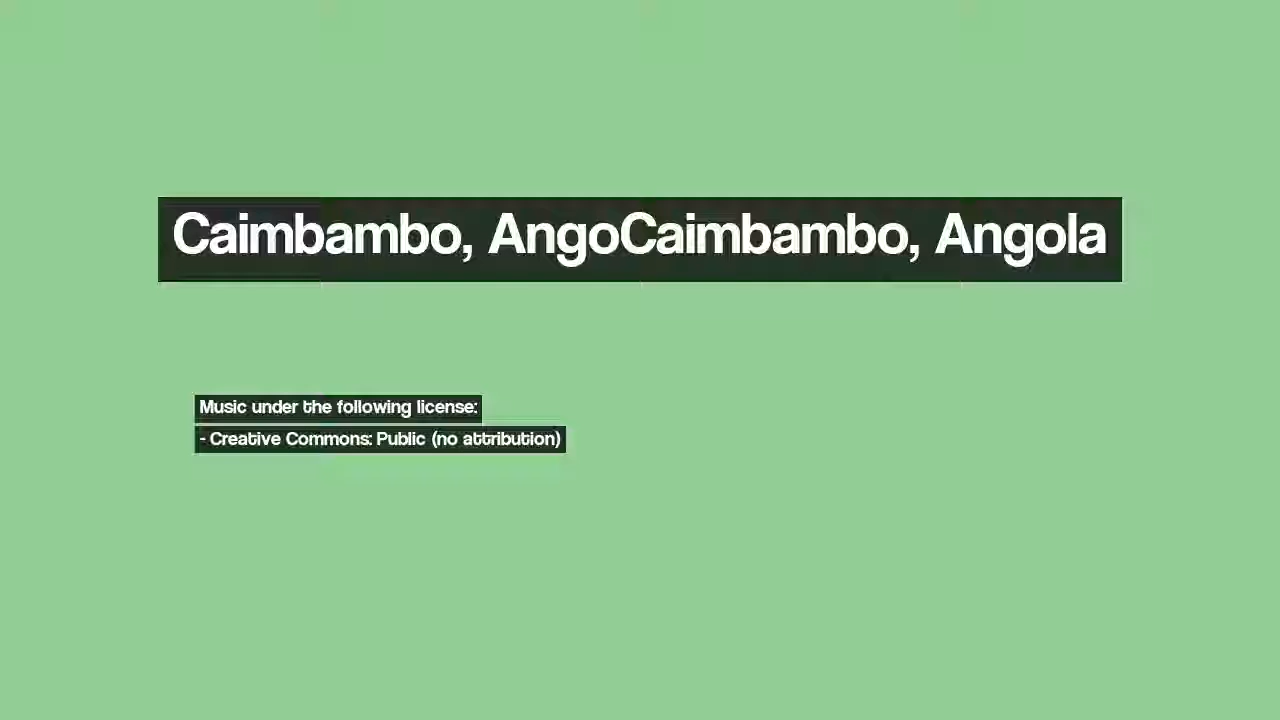 Caimbambo, AngoCaimbambo, Angola
Music under the following license:
- Creative Commons: Public (no attribution)